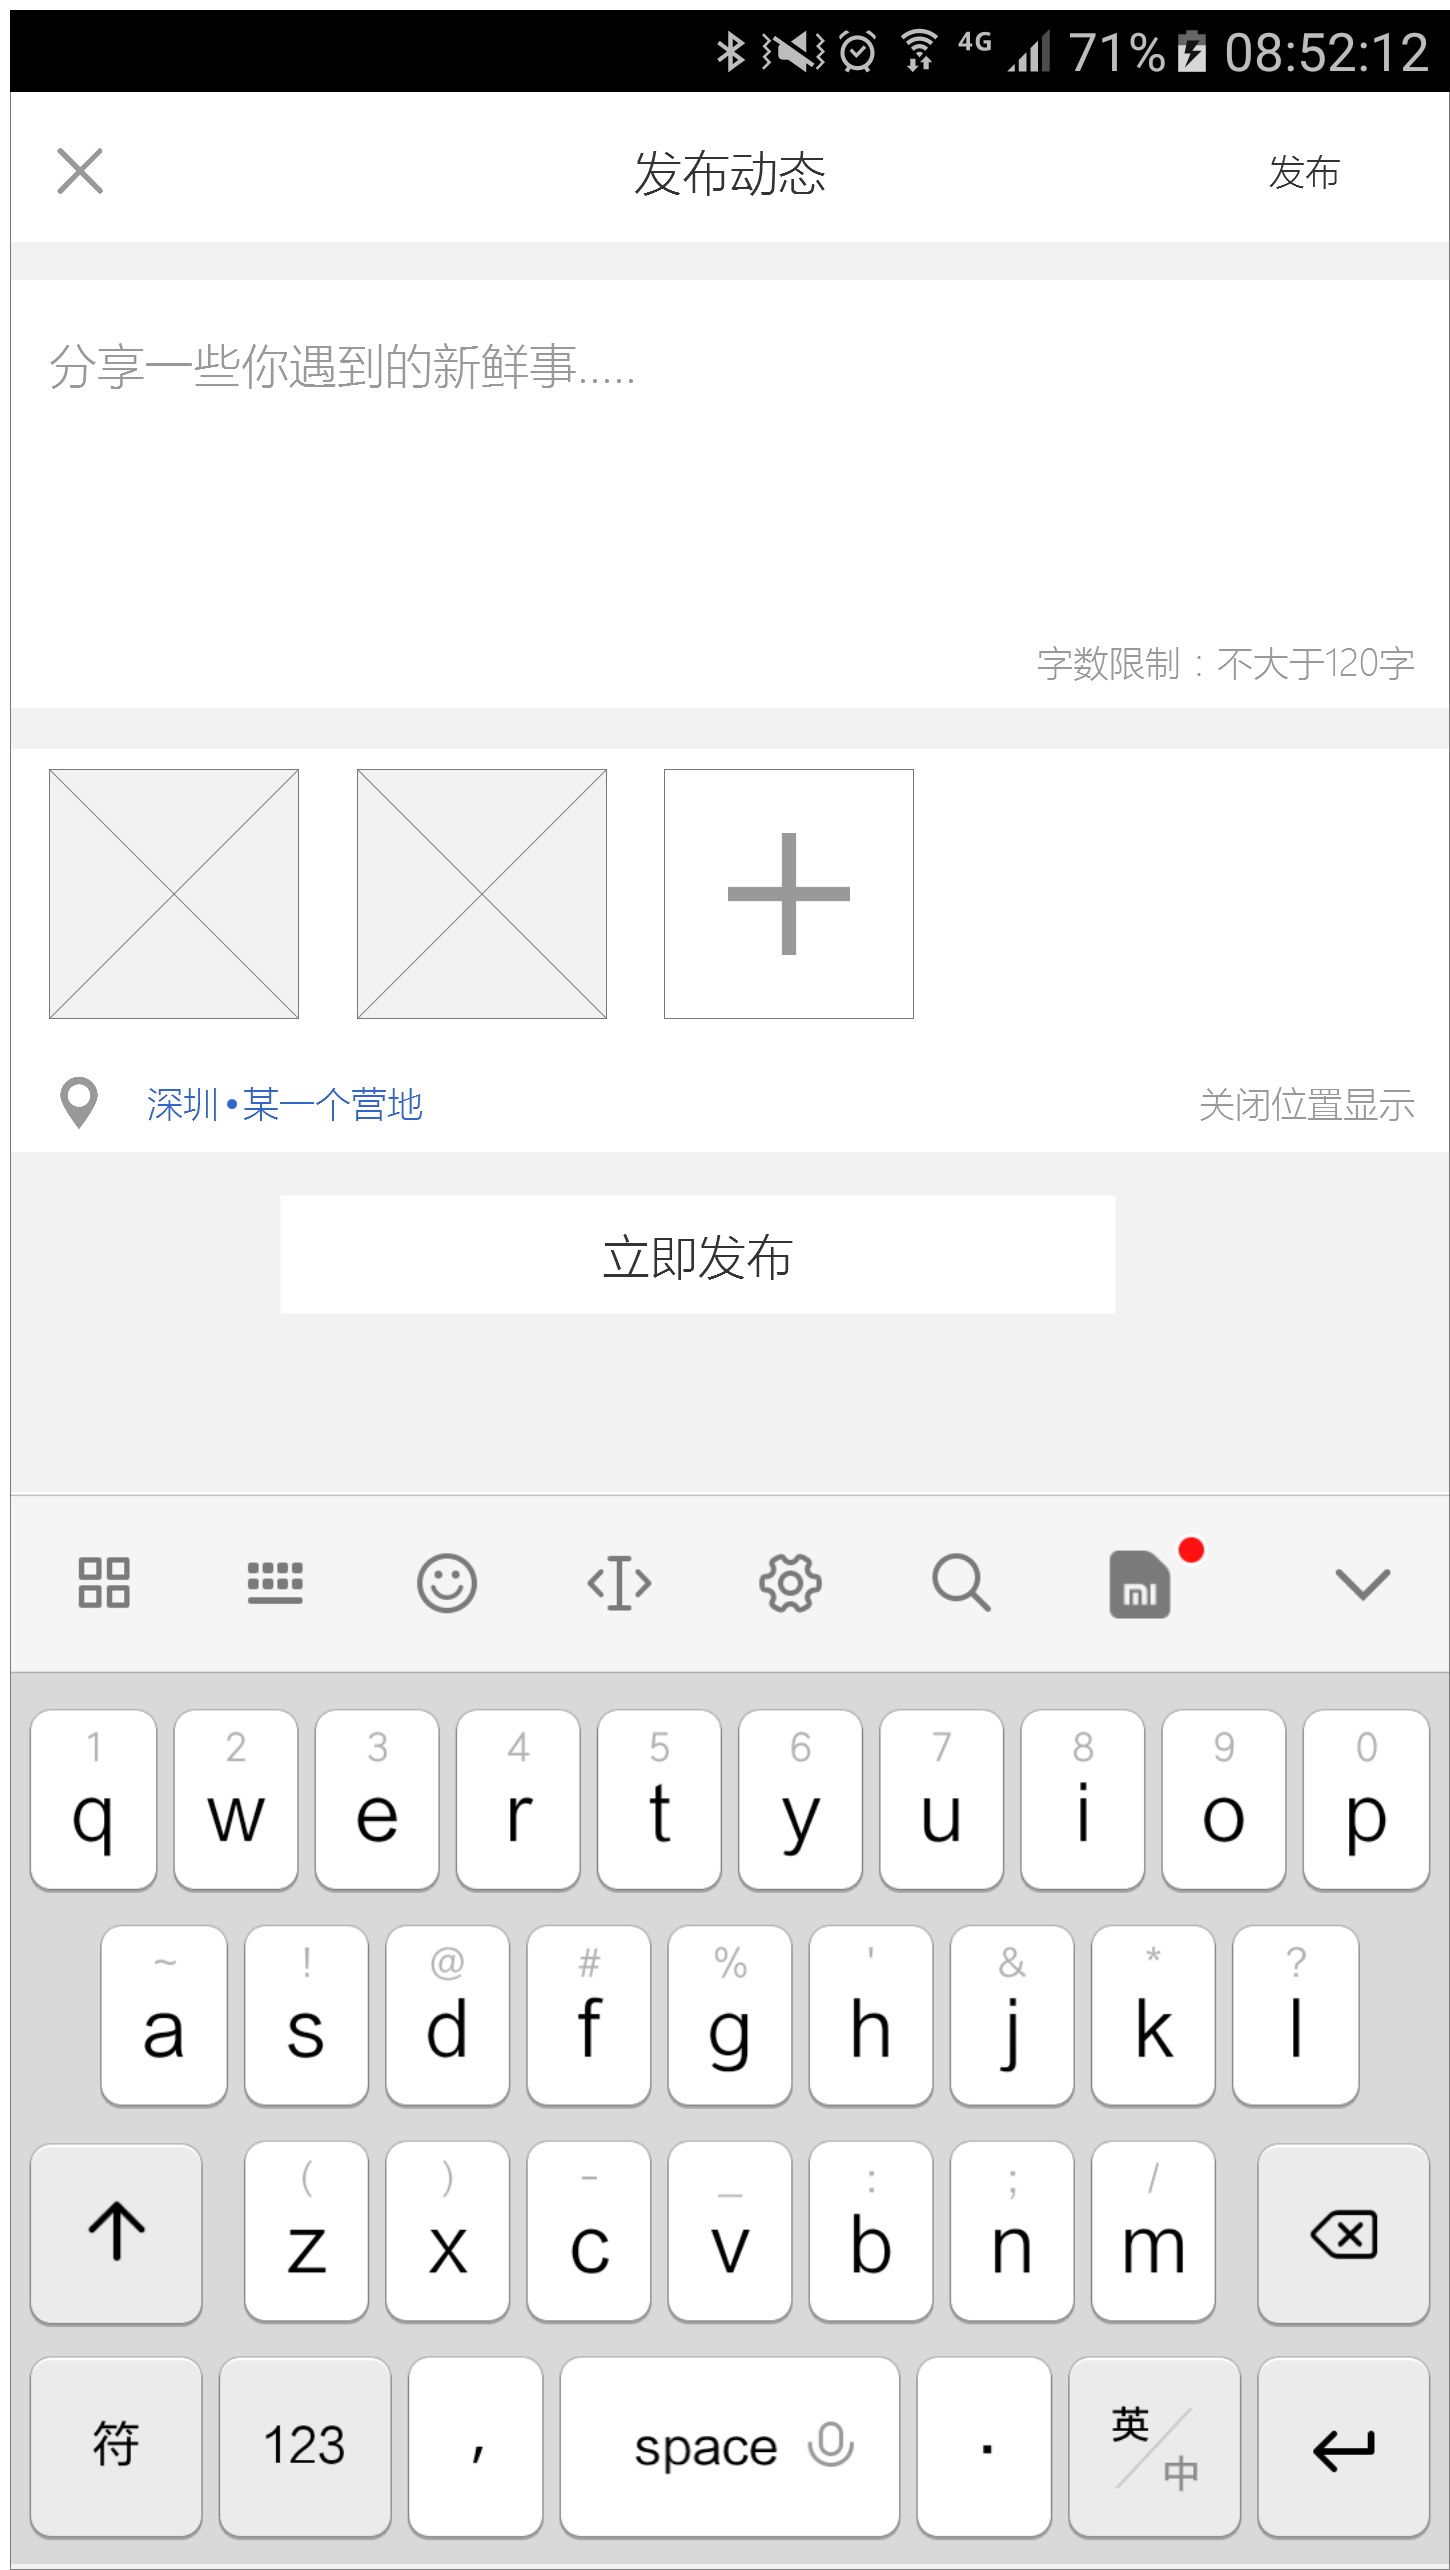 4G 71% 08:52:12
发布动态 发布
分享一些你遇到的新鲜事.....
字数限制：不大于120字
深圳•某一个营地 关闭位置显示
立即发布
mi
1 2 3 4 5 6 7 8 9 0
q w e r t y u i o p
~ ! @ # % ' & * ?
a s d f g h j k l
( ) - _ : ; /
z x c v b n m
符 123 , space . 英/中